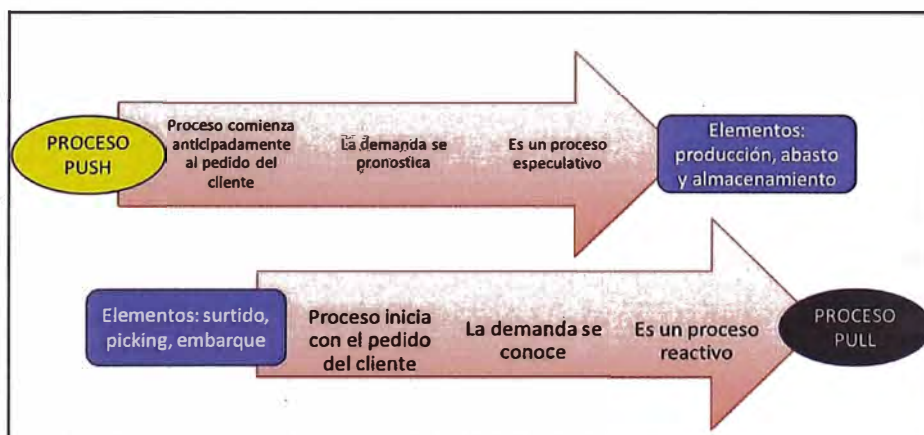 PROCESO
PUSH
Proceso comienza
anticipadamente
al pedido del
cliente
La demanda se
pronostica
Es un proceso
especulativo
Elementos:
producción, abasto
y almacenamiento
Elementos: surtido,
picking, embarque
Proceso inicia
con el pedido
del cliente
La demanda se
conoce
Es un proceso
reactivo
PROCESO
PULL